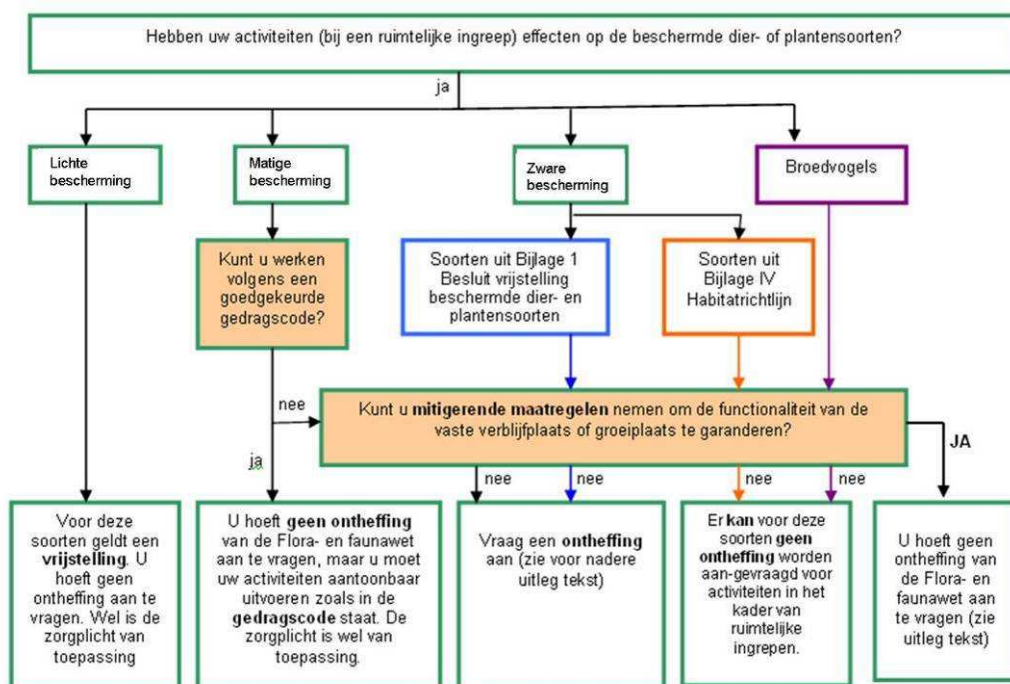 Hebben uw activiteiten (bij een ruimtelijke ingreep) effecten op de beschermde dier- of plantensoorten?
ja
Lichte
bescherming
Matige
bescherming
Zware
bescherming
Broedvogels
Kunt u werken
volgens een
goedgekeurde
gedragscode?
Soorten uit Bijlage 1
Besluit vrijstelling
beschermde dier- en
plantensoorten
Soorten uit
Bijlage IV
Habitatrichtlijn
nee
Kunt u mitigerende maatregelen nemen om de functionaliteit van de
vaste verblijfplaats of groeiplaats te garanderen?
JA
ja
nee
nee
nee
nee
Voor deze
soorten geldt een
vrijstelling. U
hoeft geen
ontheffing aan te
vragen. Wel is de
zorgplicht van
toepassing
U hoeft geen ontheffing
van de Flora- en faunawet
aan te vragen, maar u moet
uw activiteiten aantoonbaar
uitvoeren zoals in de
gedragscode staat. De
zorgplicht is wel van
toepassing.
Vraag een ontheffing
aan (zie voor nadere
uitleg tekst)
Er kan voor deze
soorten geen
ontheffing worden
aan-gevraagd voor
activiteiten in het
kader van
ruimtelijke
ingrepen.
U hoeft geen
ontheffing van
de Flora- en
faunawet aan
te vragen (zie
uitleg tekst)